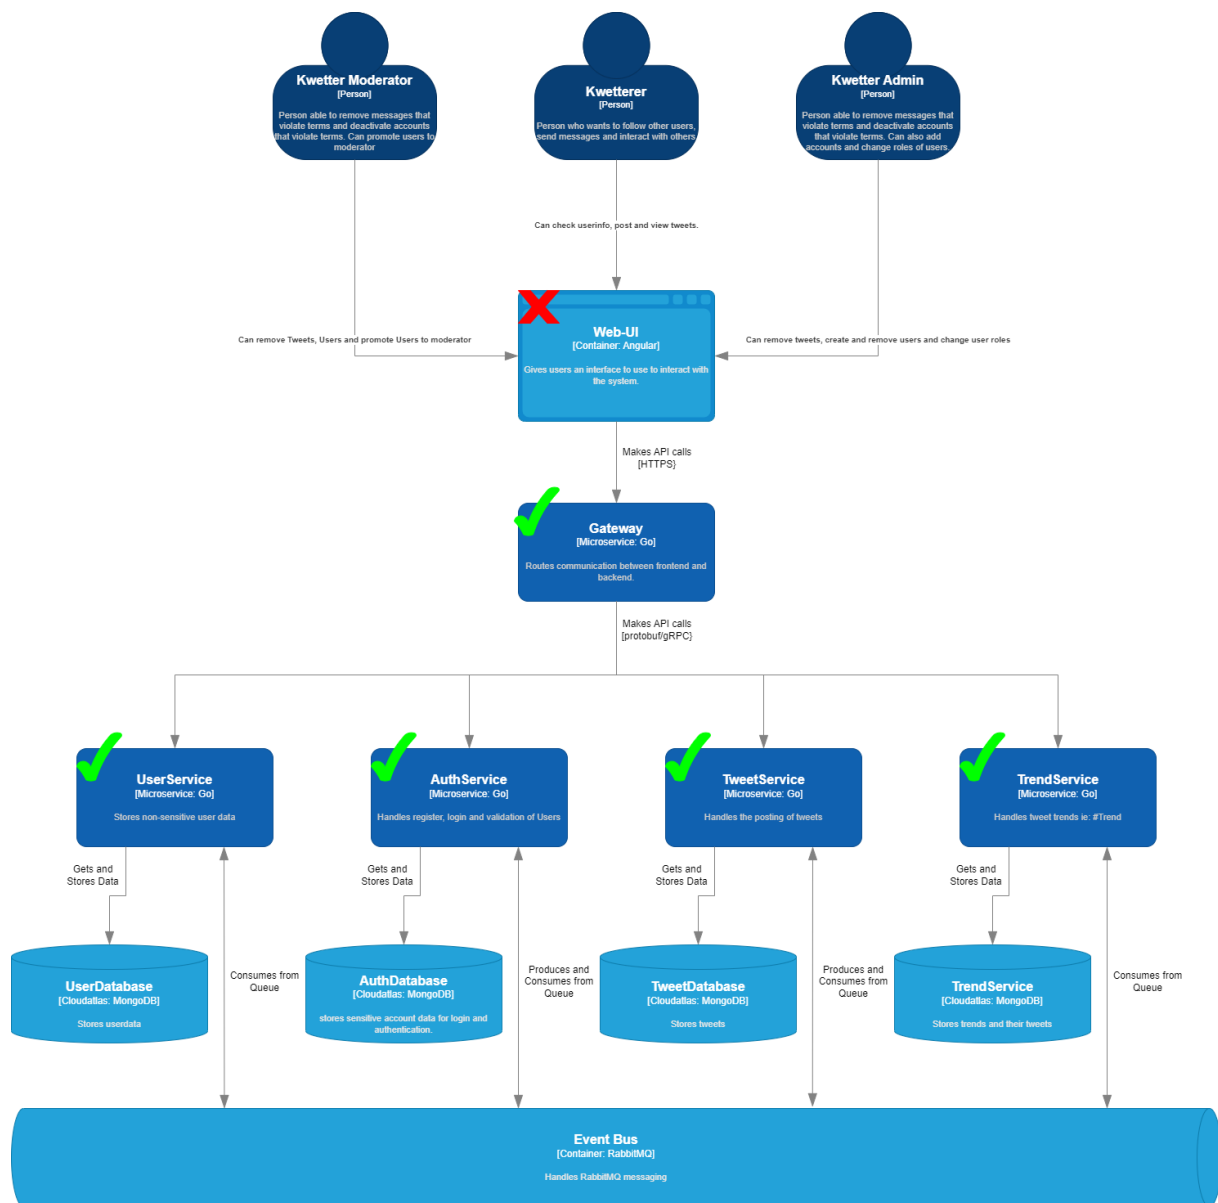 Kwetter Moderator
[Person]
Person able to remove messages that
violate terms and deactivate accounts
that violate terms. Can promote users to
moderator
Kwetterer
[Person]
Person who wants to follow other users,
send messages and interact with others.
Kwetter Admin
[Person]
Person able to remove messages that
violate terms and deactivate accounts
that violate terms. Can also add
accounts and change roles of users.
Can check userinfo, post and view tweets.
Can remove Tweets, Users and promote Users to moderator
Web-UI
[Container: Angular]
Gives users an interface to use to interact with
the system.
Can remove tweets, create and remove users and change user roles
Makes API calls
[HTTPS}
Gateway
[Microservice: Go]
Routes communication between frontend and
backend.
Makes API calls
[protobuf/gRPC}
UserService
[Microservice: Go]
Stores non-sensitive user data
AuthService
[Microservice: Go]
Handles register, login and validation of Users
TweetService
[Microservice: Go]
Handles the posting of tweets
TrendService
[Microservice: Go]
Handles tweet trends ie: #Trend
Gets and
Stores Data
Gets and
Stores Data
Gets and
Stores Data
Gets and
Stores Data
UserDatabase
[Cloudatlas: MongoDB]
Stores userdata
Consumes from
Queue
AuthDatabase
[Cloudatlas: MongoDB]
stores sensitive account data for login and
authentication.
Produces and
Consumes from
Queue
TweetDatabase
[Cloudatlas: MongoDB]
Stores tweets
Produces and
Consumes from
Queue
TrendService
[Cloudatlas: MongoDB]
Stores trends and their tweets
Consumes from
Queue
Event Bus
[Container: RabbitMQ]
Handles RabbitMQ messaging